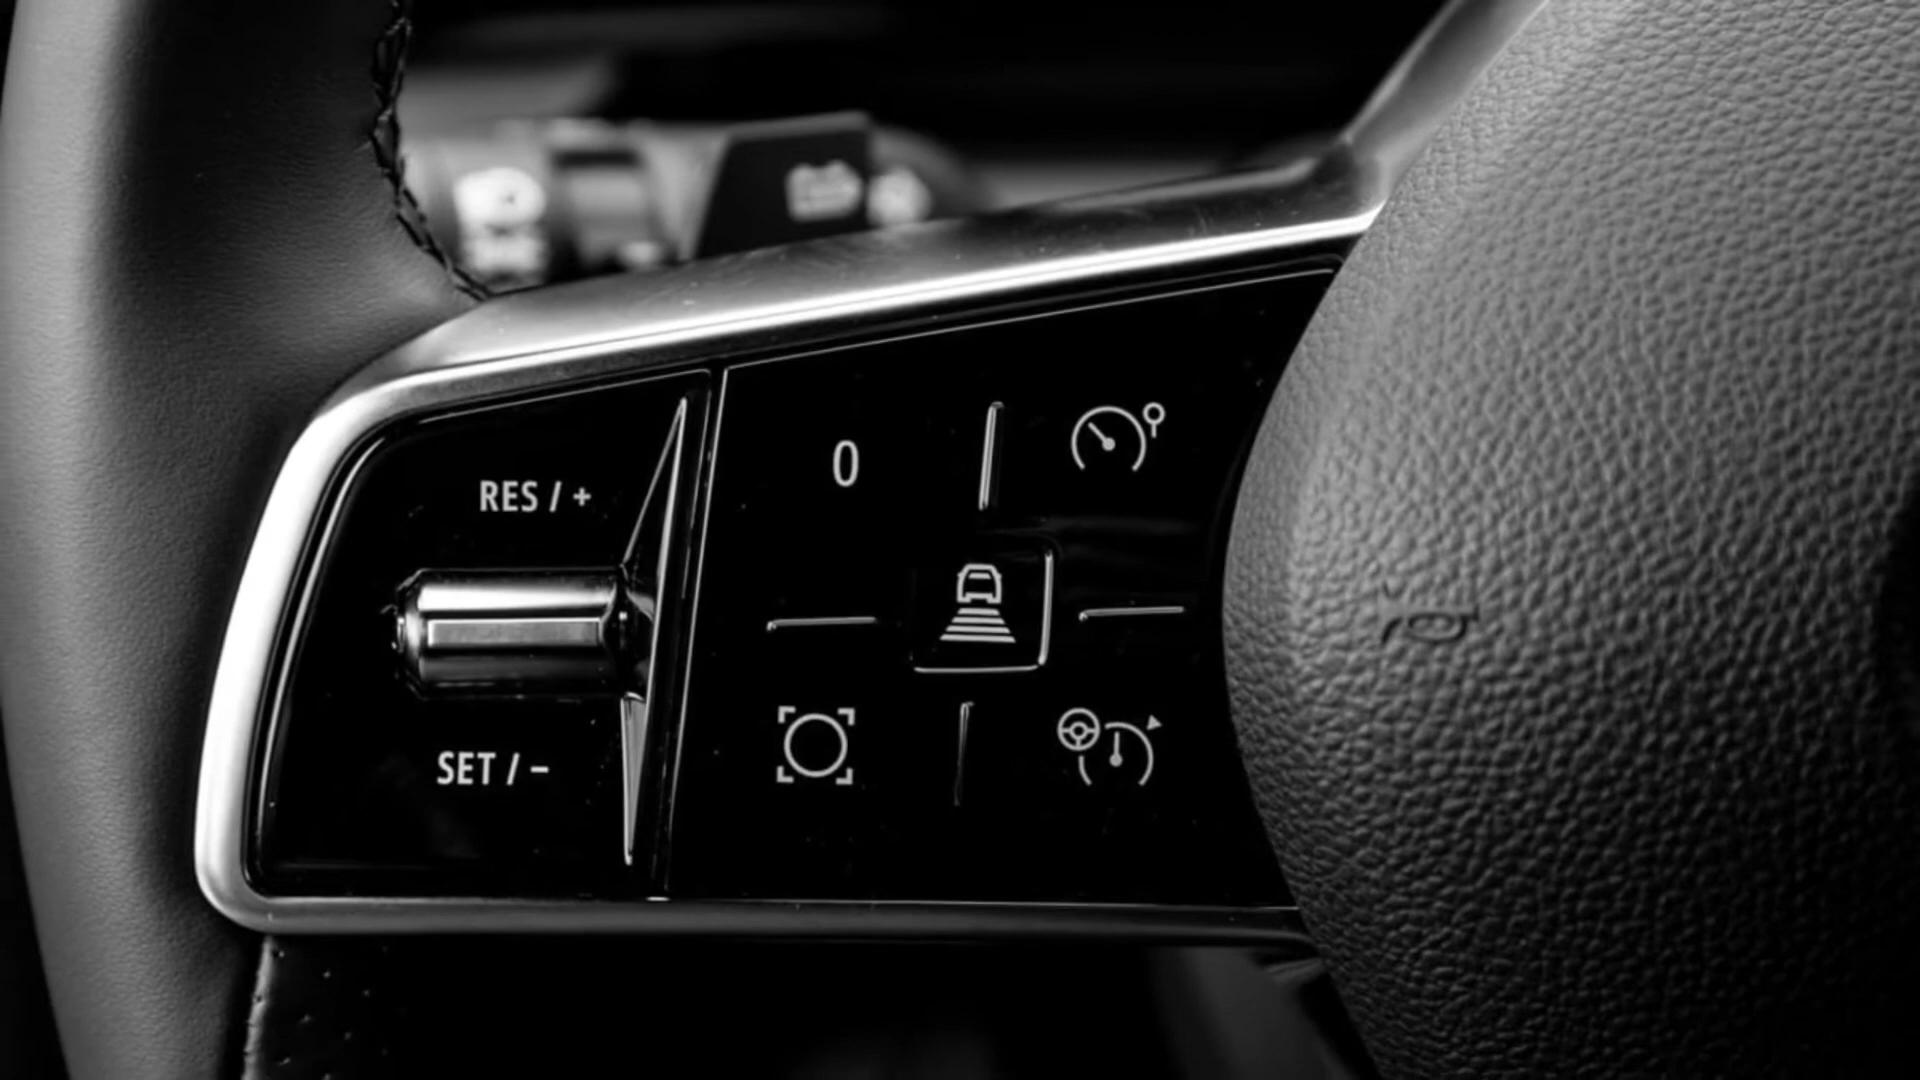 RES / +
0
SET / –